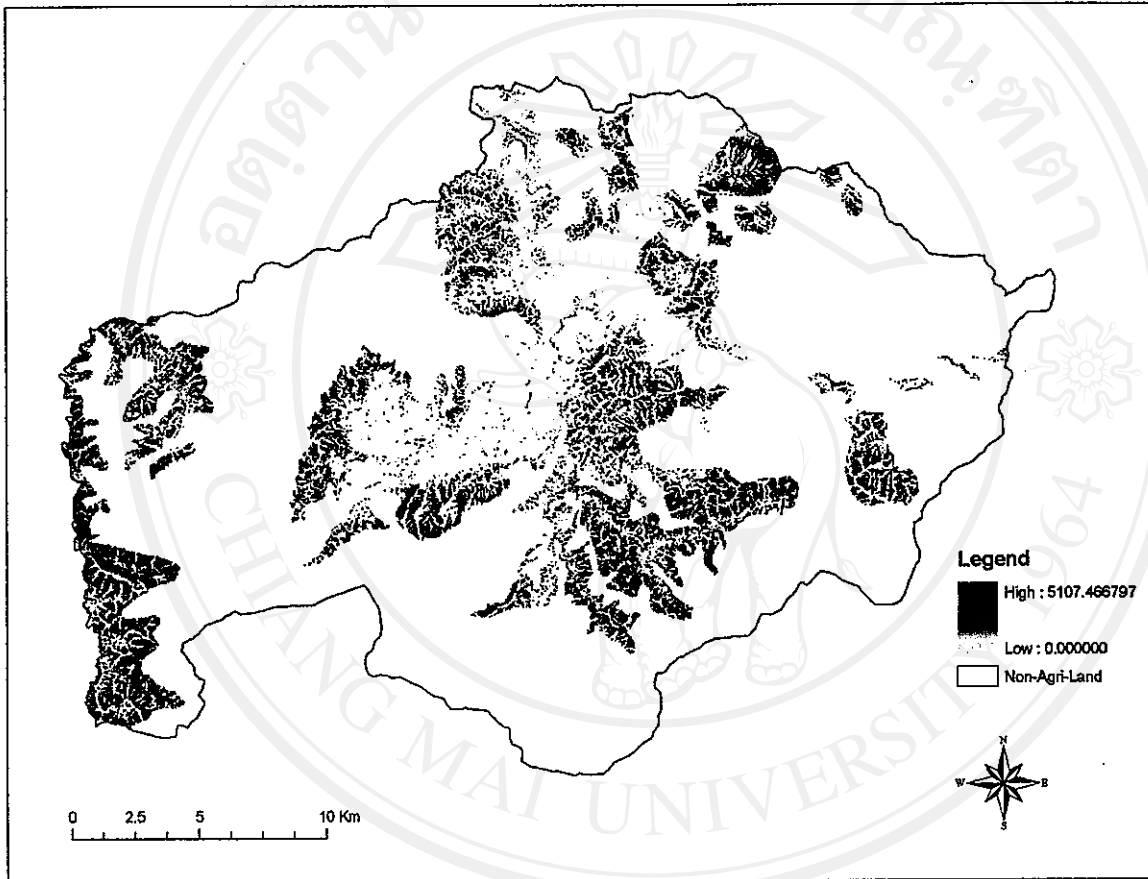 Legend
High : 5107.466797
Low : 0.000000
Non-Agri-Land
0 2.5 5 10 Km
N
W E
S
CHIANG MAI UNIVERSITY 1964